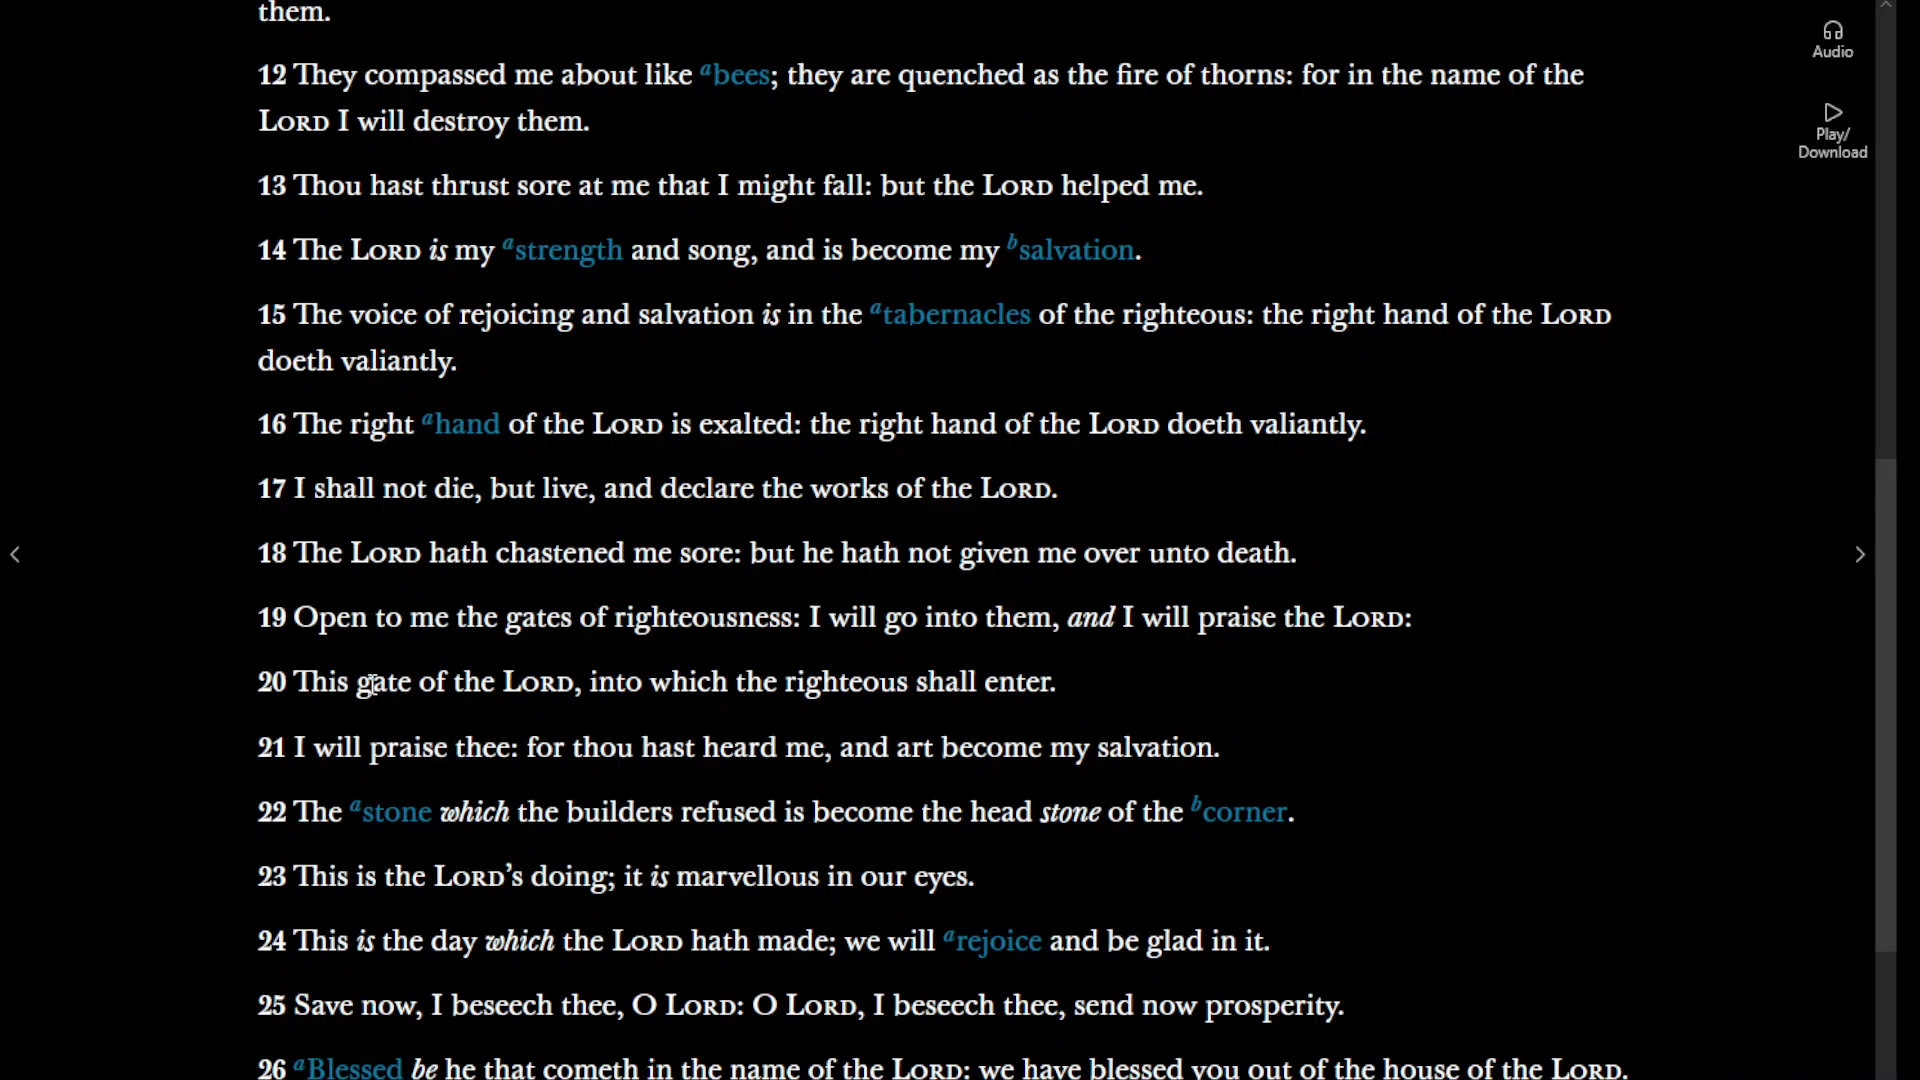 them.
12 They compassed me about like a bees; they are quenched as the fire of thorns: for in the name of the
LORD I will destroy them.
13 Thou hast thrust sore at me that I might fall: but the LORD helped me.
14 The LORD is my a strength and song, and is become my b salvation.
15 The voice of rejoicing and salvation is in the a tabernacles of the righteous: the right hand of the LORD
doeth valiantly.
16 The right a hand of the LORD is exalted: the right hand of the LORD doeth valiantly.
17 I shall not die, but live, and declare the works of the LORD.
18 The LORD hath chastened me sore: but he hath not given me over unto death.
19 Open to me the gates of righteousness: I will go into them, and I will praise the LORD:
20 This gate of the LORD, into which the righteous shall enter.
21 I will praise thee: for thou hast heard me, and art become my salvation.
22 The a stone which the builders refused is become the head stone of the b corner.
23 This is the LORD's doing; it is marvellous in our eyes.
24 This is the day which the LORD hath made; we will a rejoice and be glad in it.
25 Save now, I beseech thee, O LORD: O LORD, I beseech thee, send now prosperity.
26 a Blessed be he that cometh in the name of the LORD: we have blessed you out of the house of the LORD.
Audio
Play/
Download